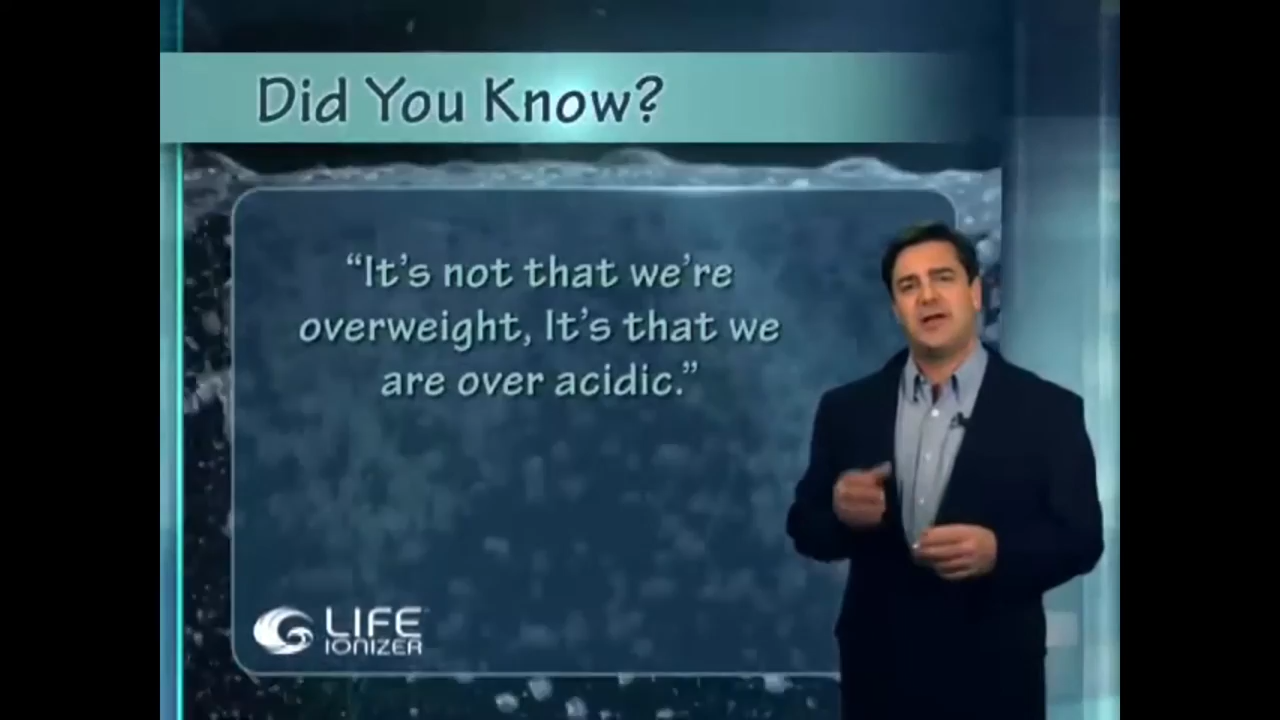 Did You Know?
“It’s not that we’re
overweight, It’s that we
are over acidic.”
LIFE
IONIZER